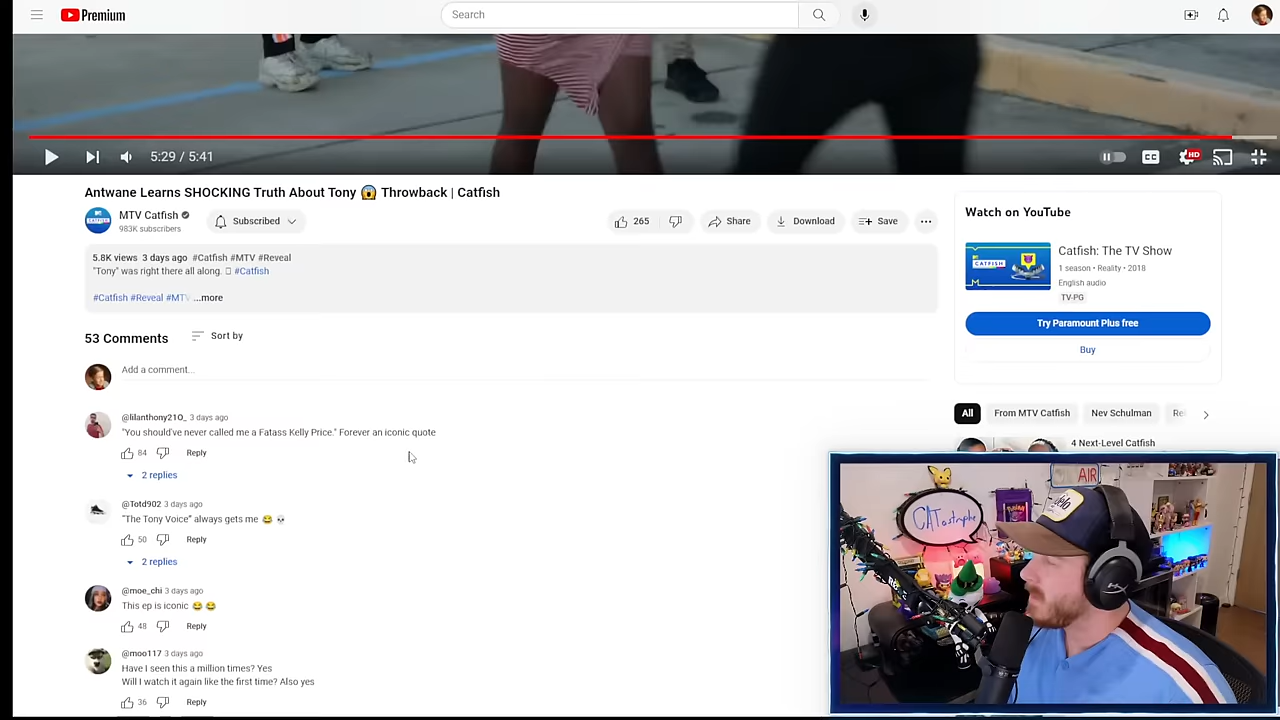 Premium
Search
5:29 / 5:41
CC
HD
Antwane Learns SHOCKING Truth About Tony 😱 Throwback | Catfish
MTV Catfish
983K subscribers
Subscribed
265
Share
Download
Save
5.8K views 3 days ago #Catfish #MTV #Reveal
"Tony" was right there all along. #Catfish
#Catfish #Reveal #MTV ...more
53 Comments
Sort by
Add a comment...
@lilanthony21O_ 3 days ago
"You should've never called me a Fatass Kelly Price." Forever an iconic quote
84
Reply
2 replies
@Totd902 3 days ago
"The Tony Voice" always gets me 😂 💀
50
Reply
2 replies
@moe_chi 3 days ago
This ep is iconic 😂 😂
48
Reply
@moo117 3 days ago
Have I seen this a million times? Yes
Will I watch it again like the first time? Also yes
36
Reply
Watch on YouTube
CATFISH
Catfish: The TV Show
1 season • Reality • 2018
English audio
TV-PG
Try Paramount Plus free
Buy
All
From MTV Catfish
Nev Schulman
Re
4 Next-Level Catfish
AIR
CATastrophe